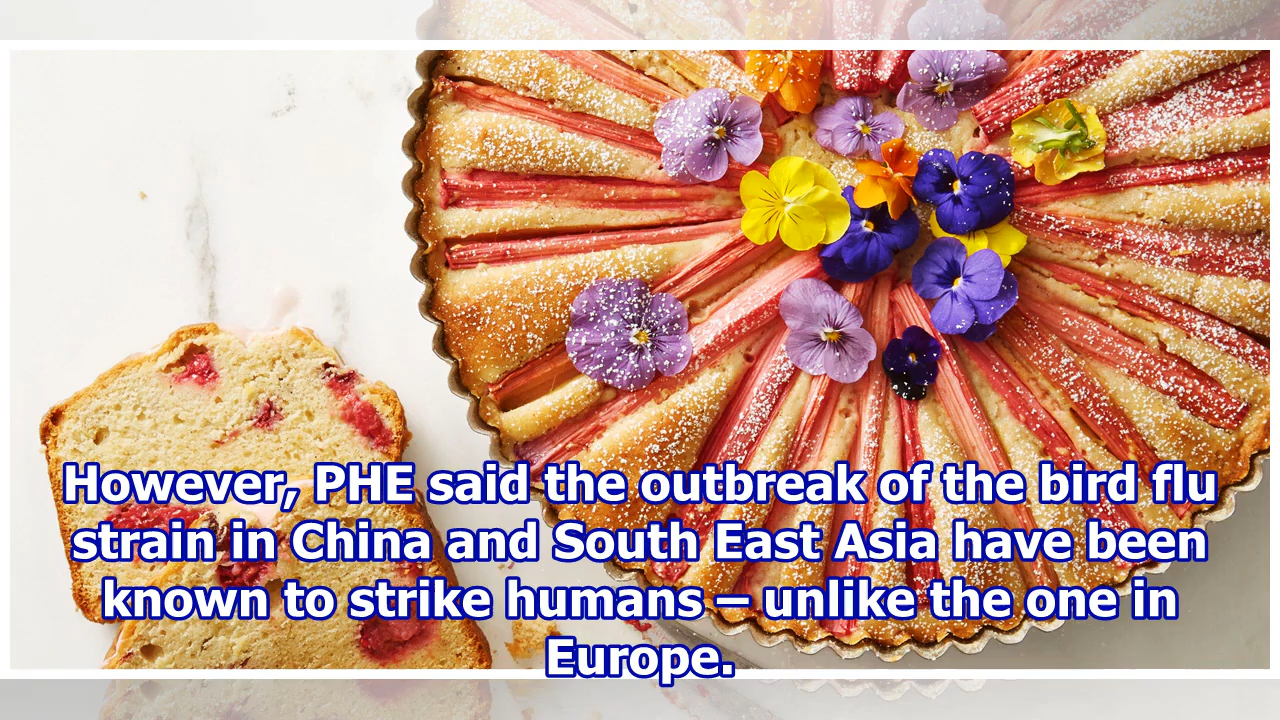 However, PHE said the outbreak of the bird flu
strain in China and South East Asia have been
known to strike humans – unlike the one in
Europe.